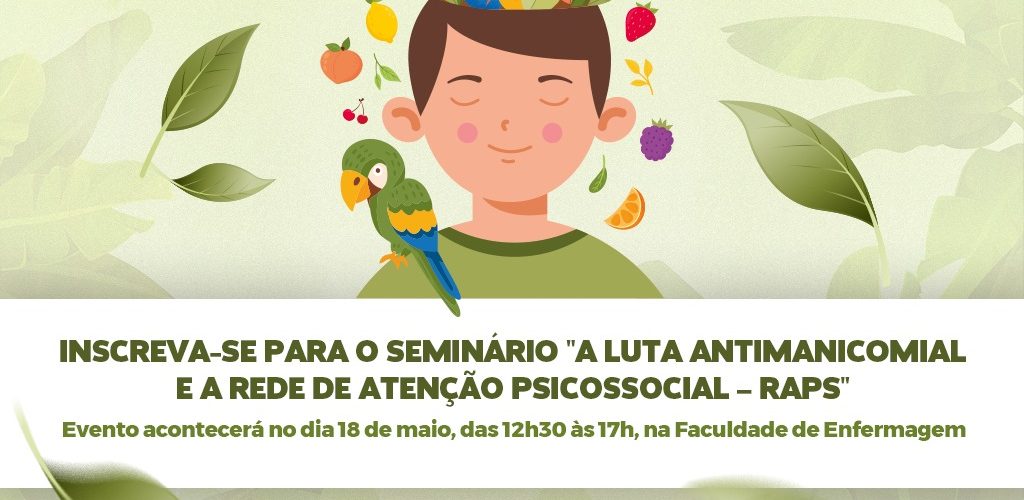 INSCREVA-SE PARA O SEMINÁRIO "A LUTA ANTIMANICOMIAL
E A REDE DE ATENÇÃO PSICOSSOCIAL – RAPS"
Evento acontecerá no dia 18 de maio, das 12h30 às 17h, na Faculdade de Enfermagem